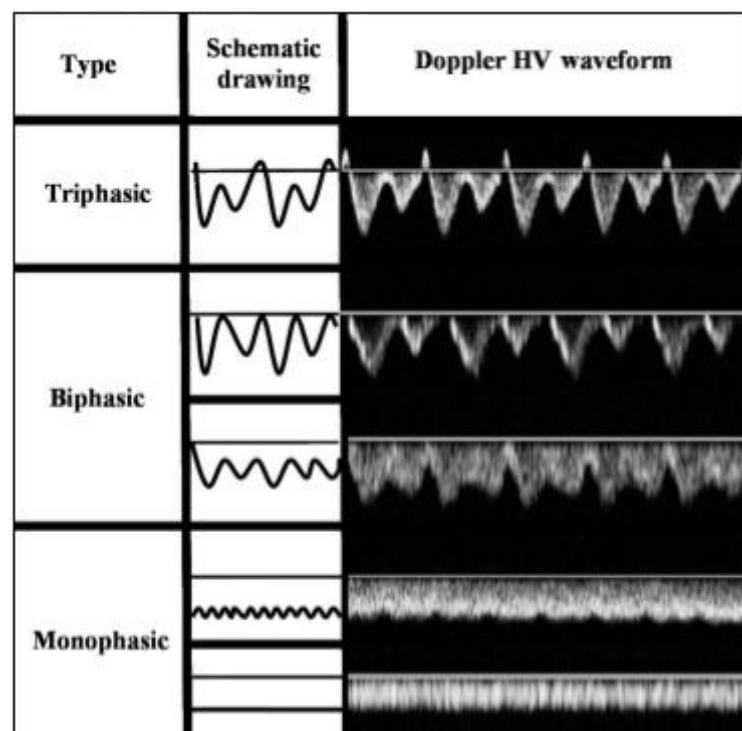 Type
Schematic
drawing
Doppler HV waveform
Triphasic
Biphasic
Monophasic